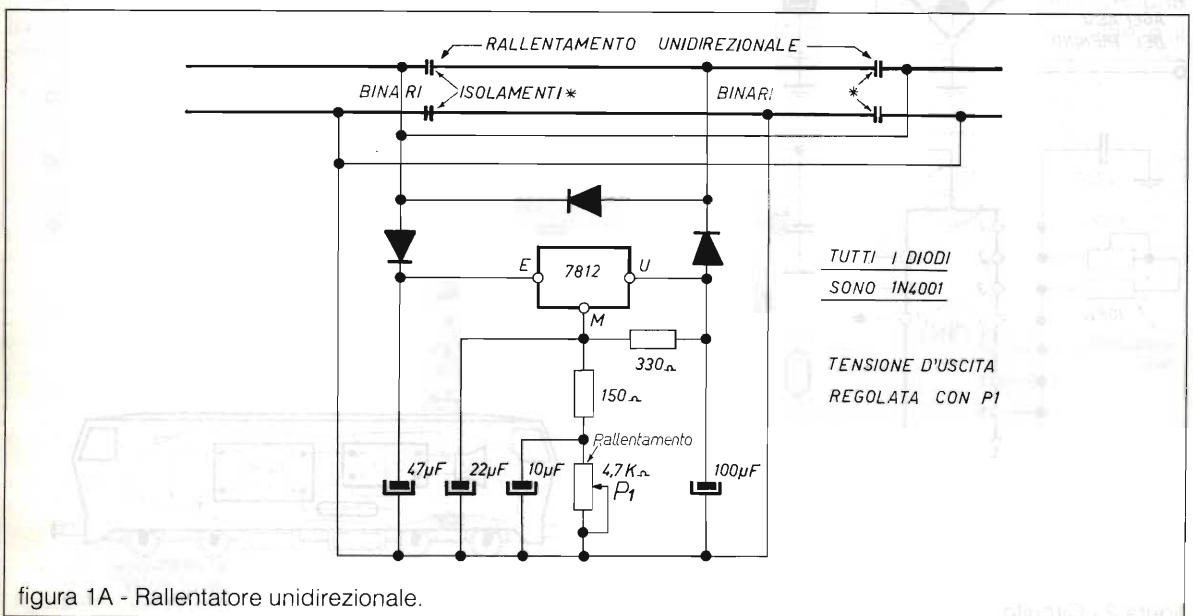 RALLENTAMENTO UNIDIREZIONALE
BINARI
ISOLAMENTI *
BINARI
*
E
7812
U
M
TUTTI I DIODI
SONO 1N4001
330Ω
TENSIONE D'USCITA
REGOLATA CON P1
150Ω
Rallentamento
47µF
22µF
10µF
4,7KΩ
P1
100µF
figura 1A - Rallentatore unidirezionale.